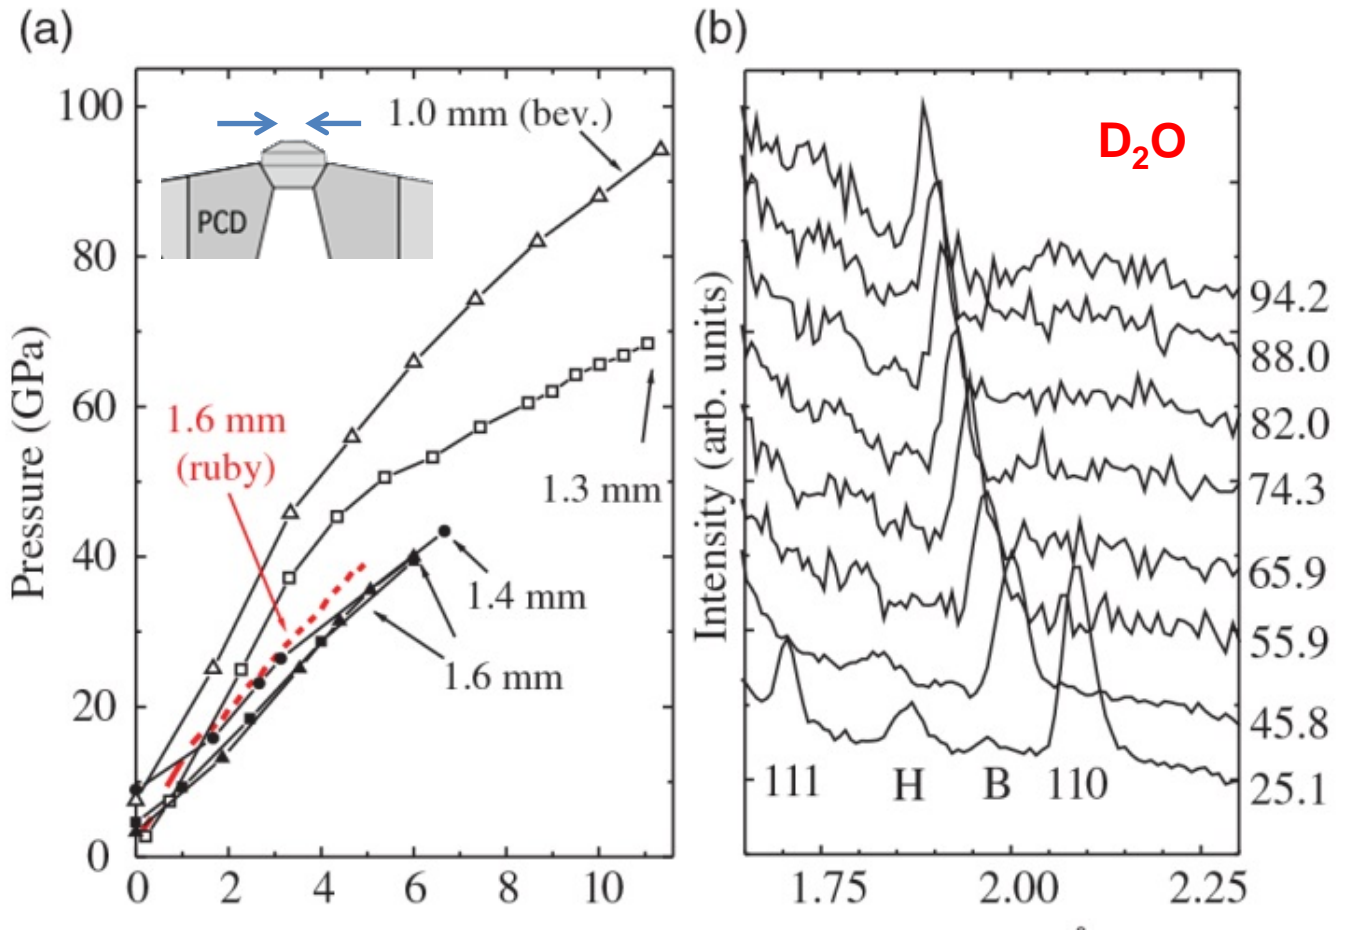 (a)
Pressure (GPa)
100
80
60
40
20
0
0 2 4 6 8 10
1.0 mm (bev.)
PCD
1.6 mm
(ruby)
1.3 mm
1.4 mm
1.6 mm
(b)
Intensity (arb. units)
D₂O
94.2
88.0
82.0
74.3
65.9
55.9
45.8
25.1
111 H B 110
1.75 2.00 2.25